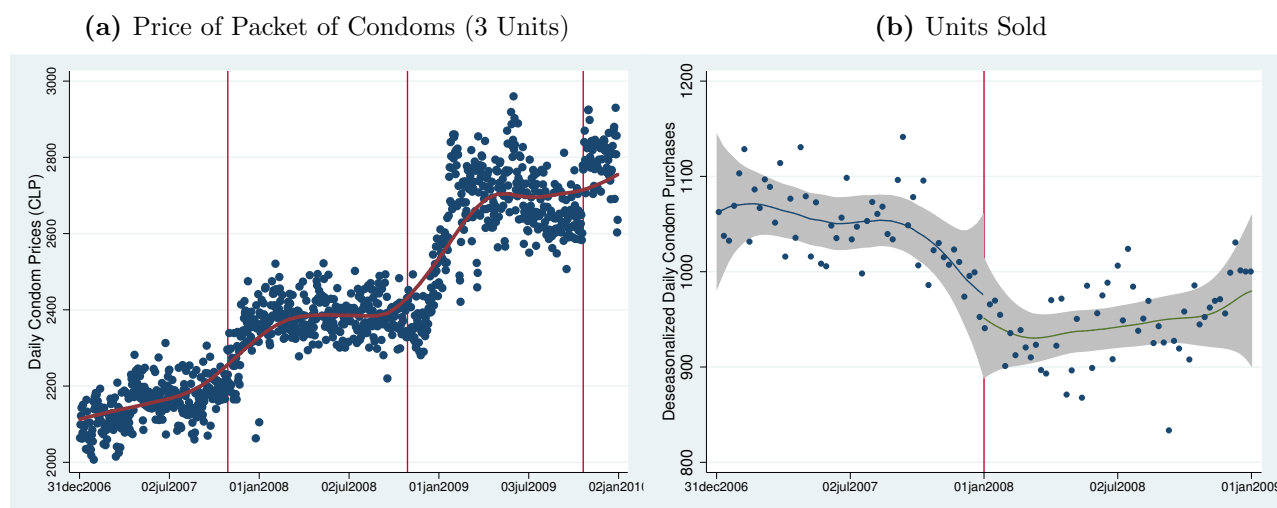 (a) Price of Packet of Condoms (3 Units)
Daily Condom Prices (CLP)
3000
2800
2600
2400
2200
2000
31dec2006 02jul2007 01jan2008 02jul2008 01jan2009 03jul2009 02jan201
(b) Units Sold
Deseasonalized Daily Condom Purchases
1200
1100
1000
900
800
31dec2006 02jul2007 01jan2008 02jul2008 01jan2009